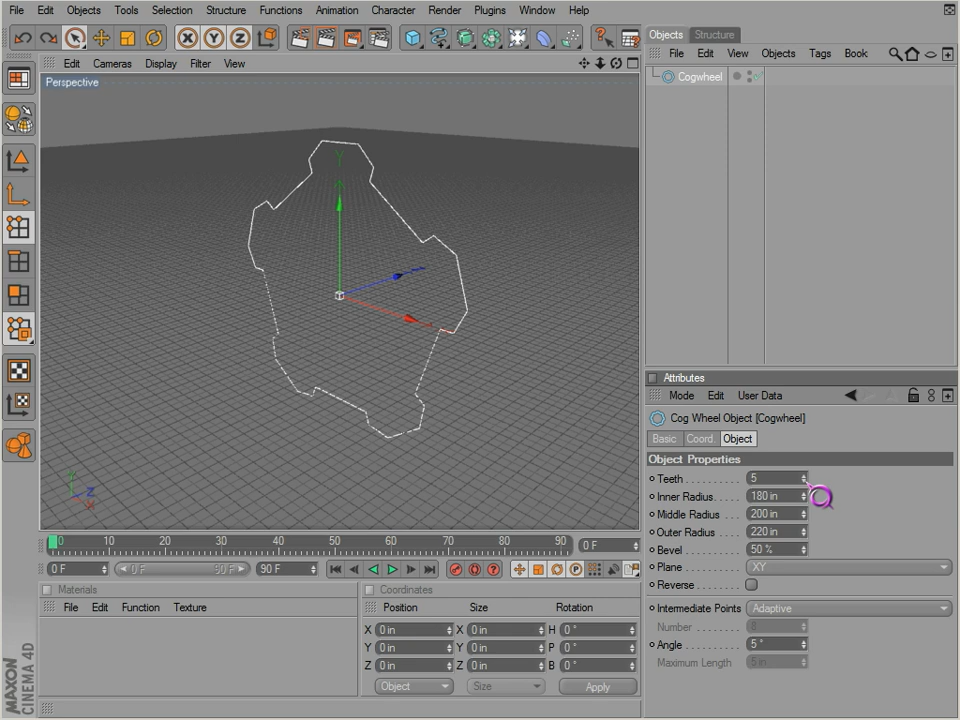 File Edit Objects Tools Selection Structure Functions Animation Character Render Plugins Window Help
Edit Cameras Display Filter View
Perspective
Y
Y
Z
X
0 10 20 30 40 50 60 70 80 90 0 F
0 F 0 F 90 F 90 F
Materials
File Edit Function Texture
Coordinates
Position Size Rotation
X 0 in X 0 in H 0 °
Y 0 in Y 0 in P 0 °
Z 0 in Z 0 in B 0 °
Object Size Apply
MAXON
CINEMA 4D
Objects Structure
File Edit View Objects Tags Book
Cogwheel
Attributes
Mode Edit User Data
Cog Wheel Object [Cogwheel]
Basic Coord. Object
Object Properties
Teeth 5
Inner Radius 180 in
Middle Radius 200 in
Outer Radius 220 in
Bevel 50 %
Plane XY
Reverse
Intermediate Points Adaptive
Number 8
Angle 5 °
Maximum Length 5 in